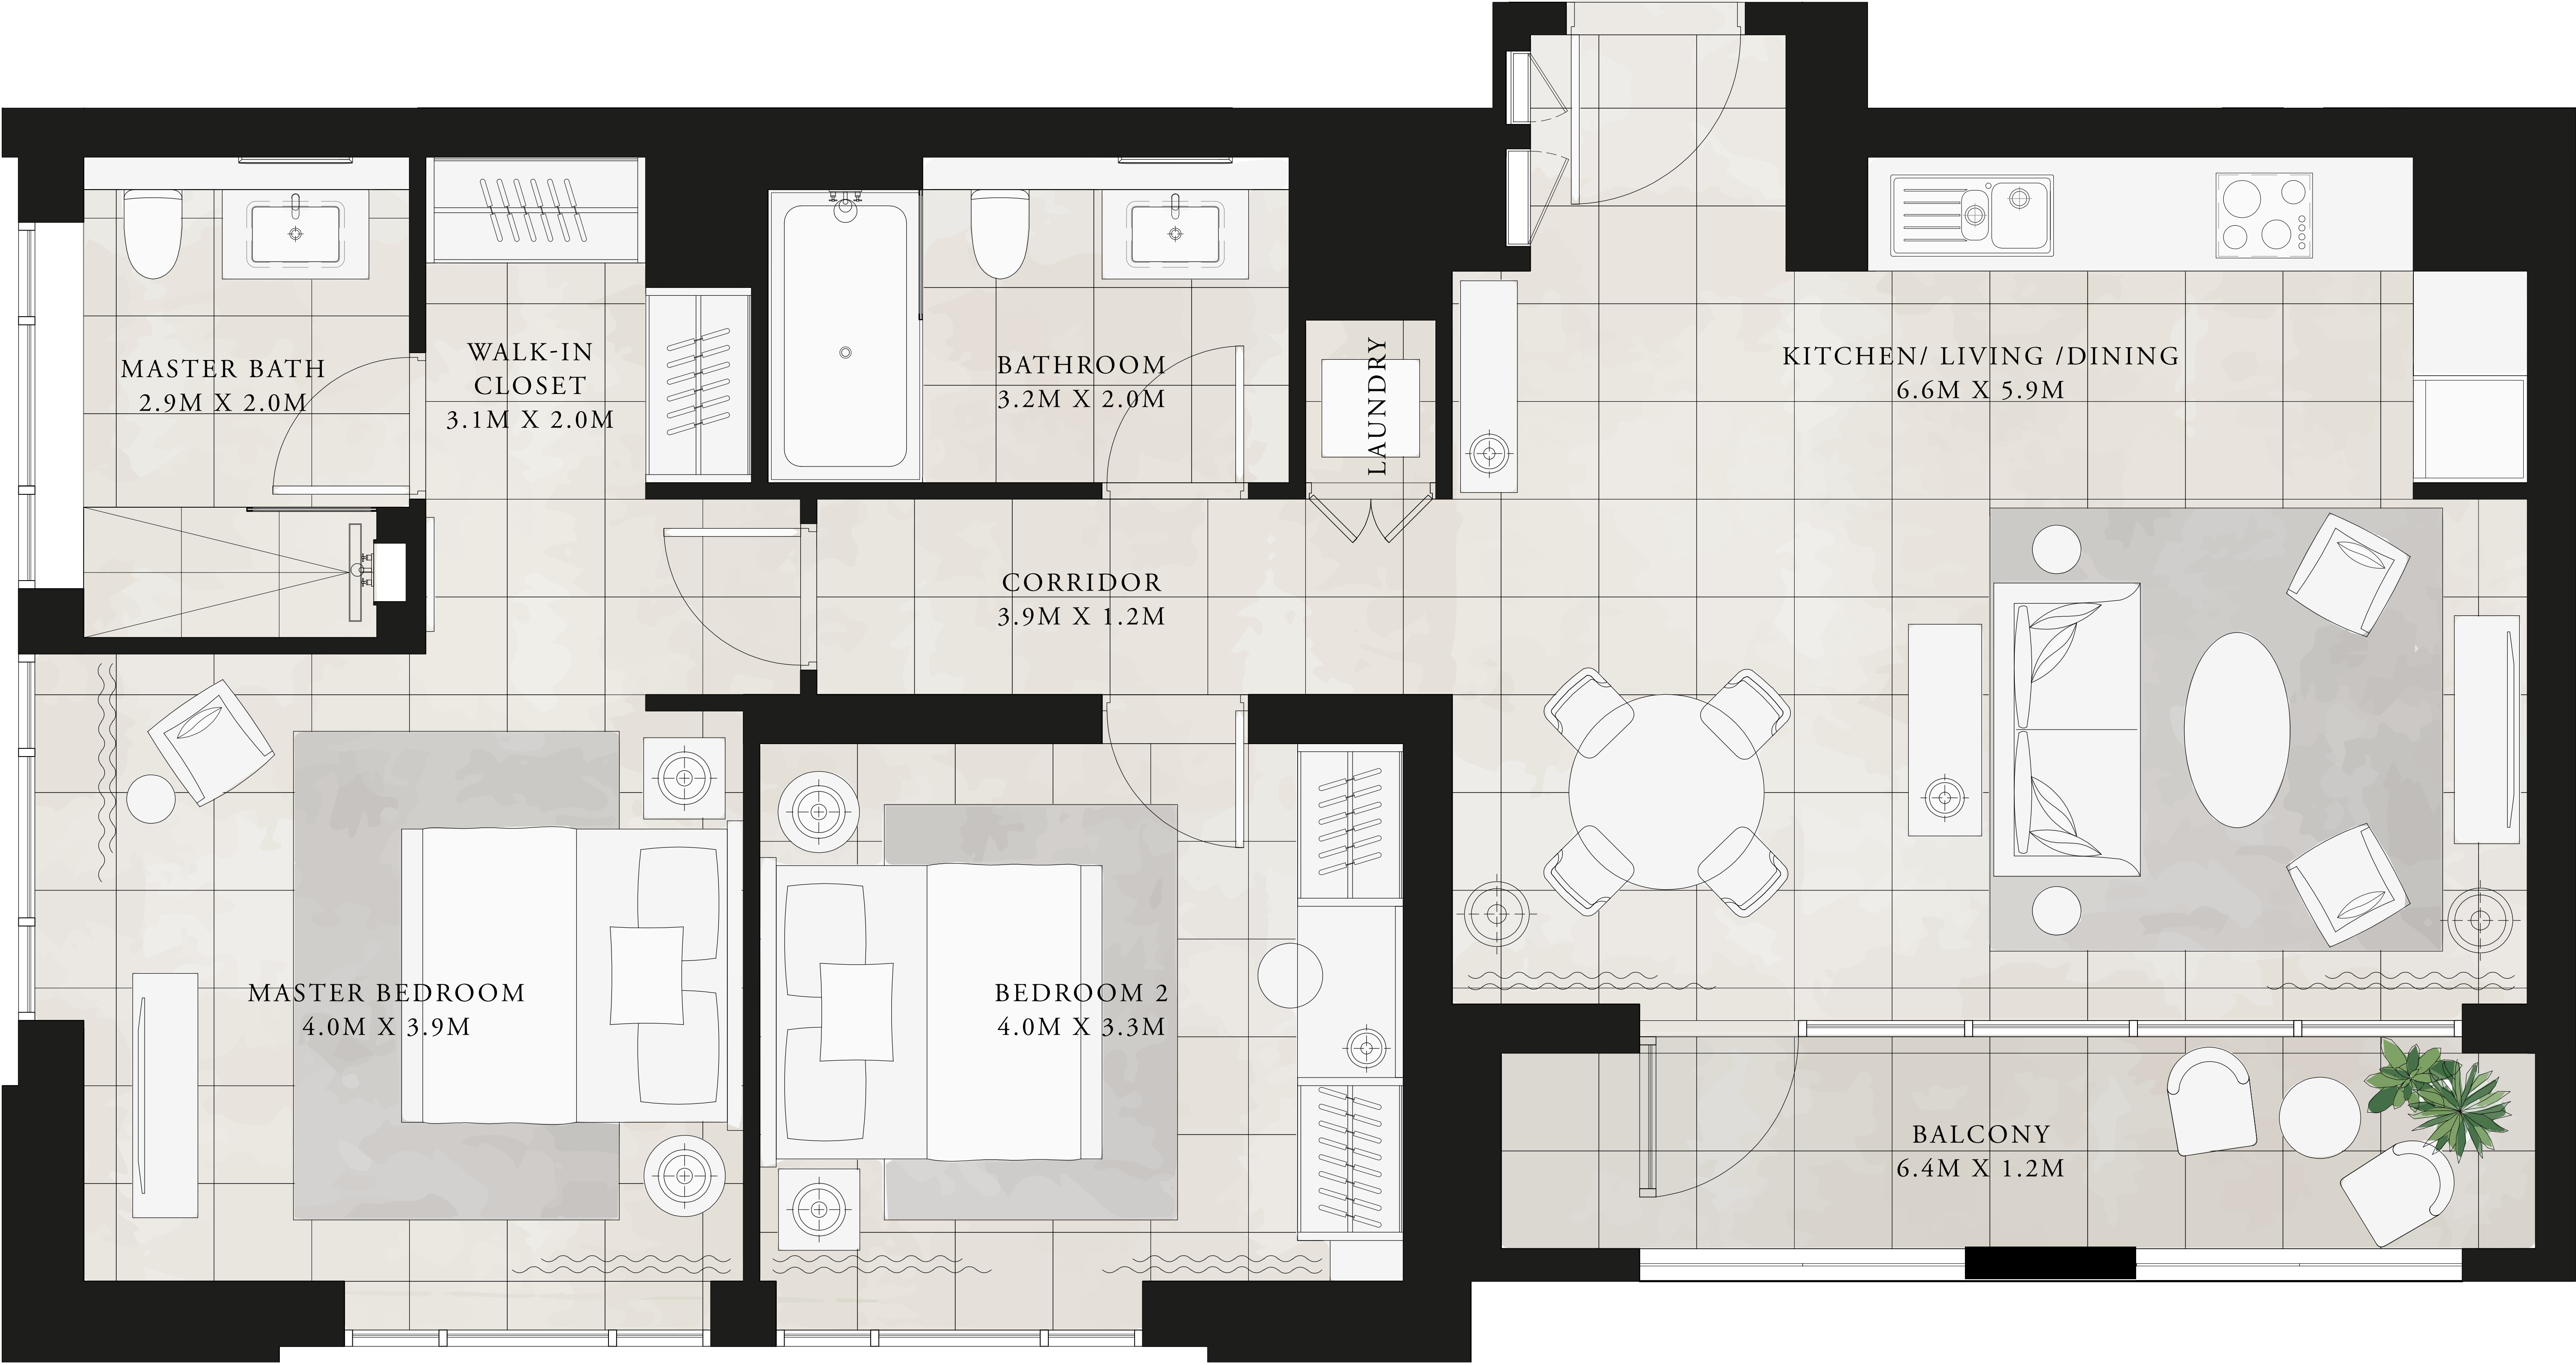 MASTER BATH
2.9M X 2.0M
WALK-IN
CLOSET
3.1M X 2.0M
BATHROOM
3.2M X 2.0M
LAUNDRY
KITCHEN/ LIVING /DINING
6.6M X 5.9M
CORRIDOR
3.9M X 1.2M
MASTER BEDROOM
4.0M X 3.9M
BEDROOM 2
4.0M X 3.3M
BALCONY
6.4M X 1.2M